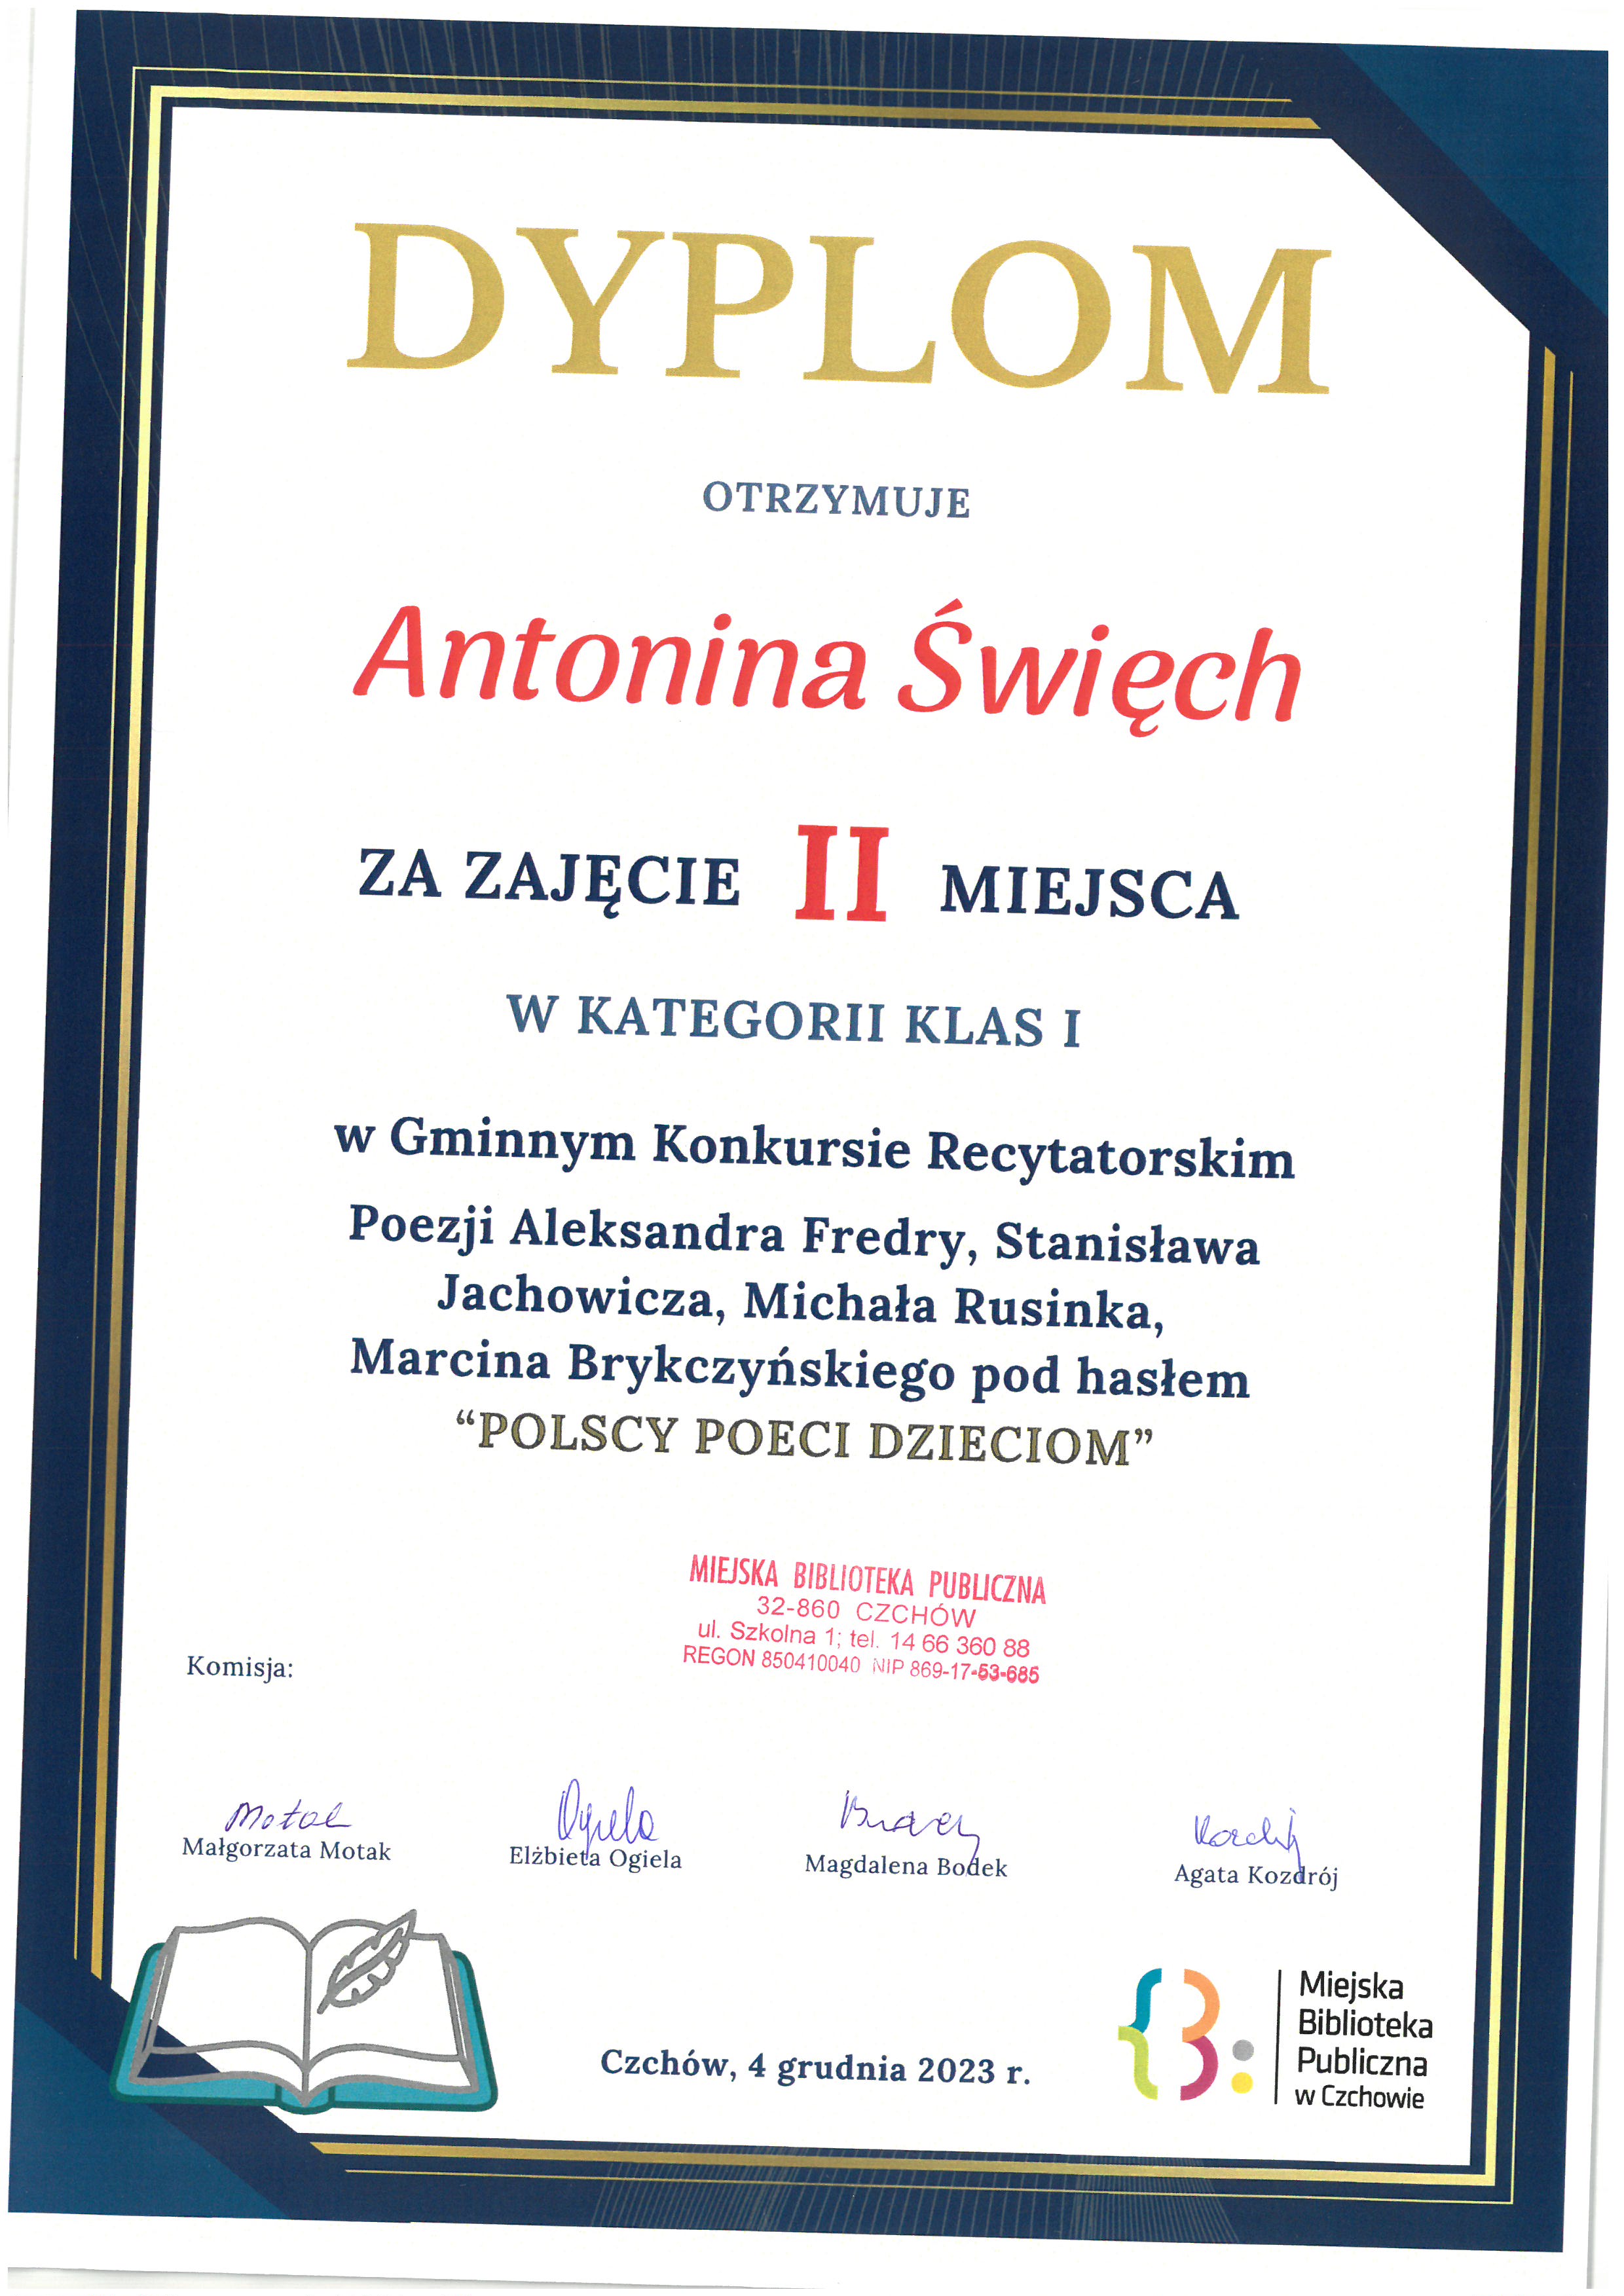 DYPLOM
OTRZYMUJE
Antonina Święch
ZA ZAJĘCIE II MIEJSCA
W KATEGORII KLAS I
w Gminnym Konkursie Recytatorskim
Poezji Aleksandra Fredry, Stanisława
Jachowicza, Michała Rusinka,
Marcina Brykczyńskiego pod hasłem
“POLSCY POECI DZIECIOM”
MIEJSKA BIBLIOTEKA PUBLICZNA
32-860 CZCHÓW
ul. Szkolna 1; tel. 14 66 360 88
REGON 850410040 NIP 869-17-53-685
Komisja:
Motak Ogiela
Małgorzata Motak Elżbieta Ogiela Magdalena Bodek Agata Kozdrój
Czchów, 4 grudnia 2023 r.
Miejska
Biblioteka
Publiczna
w Czchowie